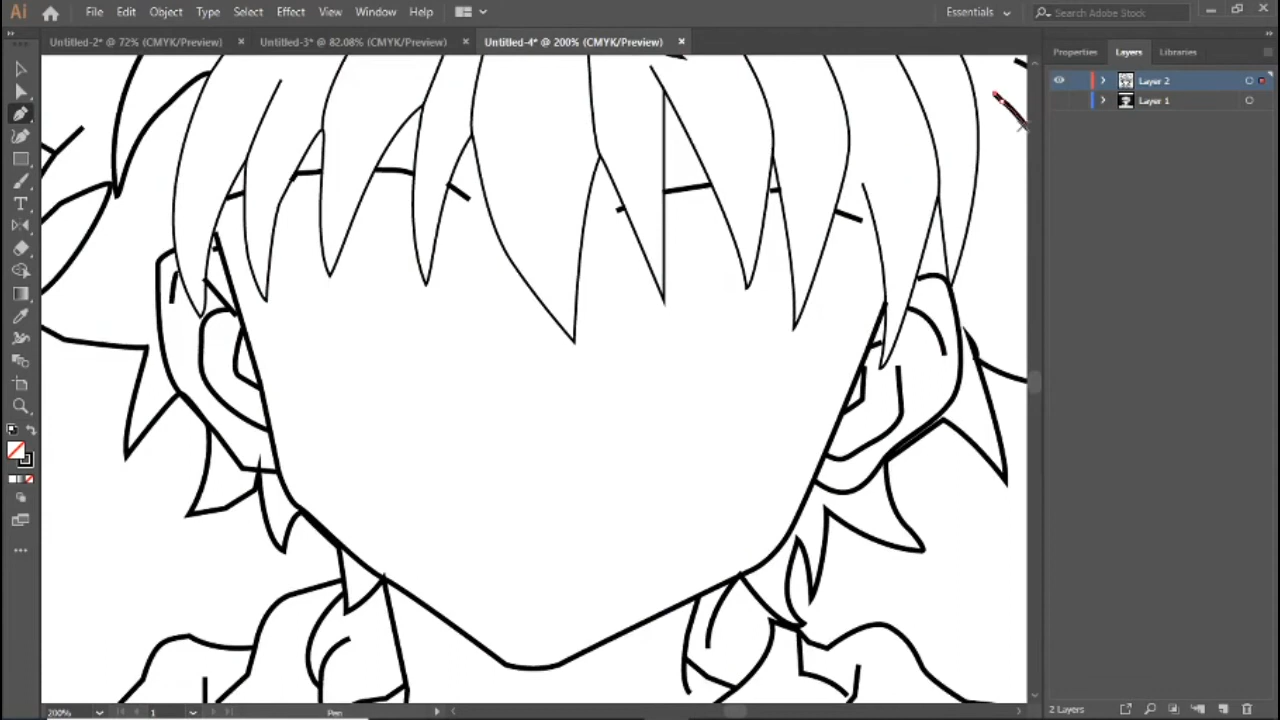 Ai File Edit Object Type Select Effect View Window Help Essentials Search Adobe Stock
Untitled-2* @ 72% (CMYK/Preview) Untitled-3* @ 82.08% (CMYK/Preview) Untitled-4* @ 200% (CMYK/Preview)
Properties Layers Libraries
Layer 2
Layer 1
200% 1 Pen 2 Layers